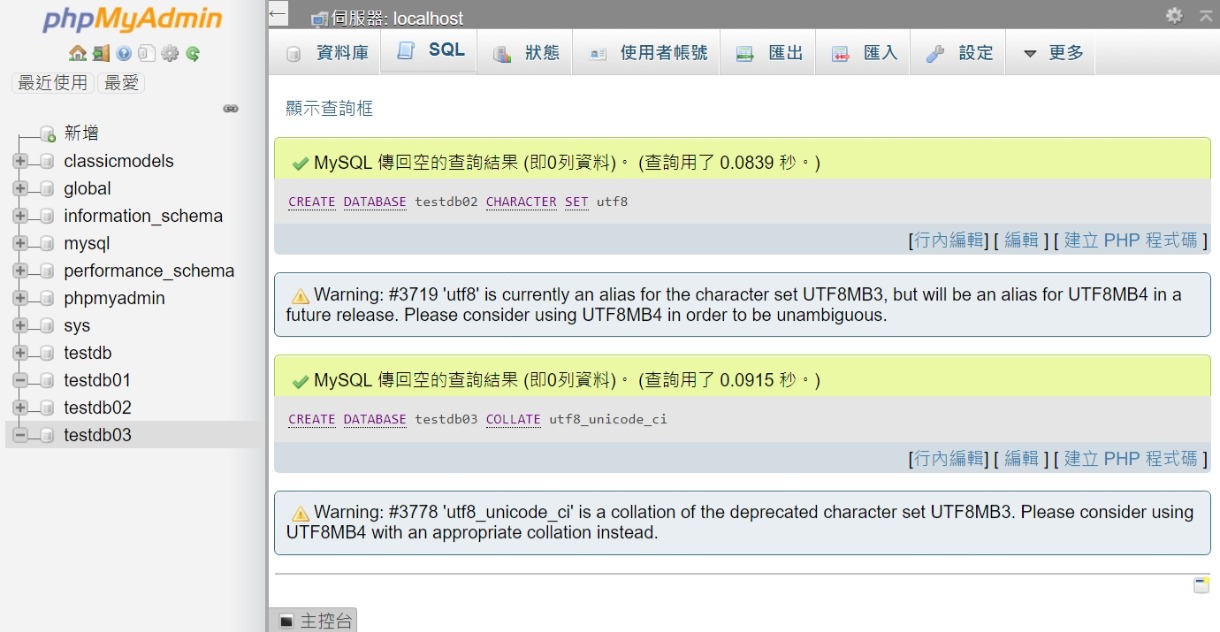 phpMyAdmin
最近使用 最愛
新增
classicmodels
global
information_schema
mysql
performance_schema
phpmyadmin
sys
testdb
testdb01
testdb02
testdb03
伺服器: localhost
資料庫 SQL 狀態 使用者帳號 匯出 匯入 設定 更多
顯示查詢框
MySQL 傳回空的查詢結果 (即0列資料)。 (查詢用了 0.0839 秒。)
CREATE DATABASE testdb02 CHARACTER SET utf8
[行內編輯] [ 編輯 ] [ 建立 PHP 程式碼 ]
Warning: #3719 'utf8' is currently an alias for the character set UTF8MB3, but will be an alias for UTF8MB4 in a
future release. Please consider using UTF8MB4 in order to be unambiguous.
MySQL 傳回空的查詢結果 (即0列資料)。 (查詢用了 0.0915 秒。)
CREATE DATABASE testdb03 COLLATE utf8_unicode_ci
[行內編輯] [ 編輯 ] [ 建立 PHP 程式碼 ]
Warning: #3778 'utf8_unicode_ci' is a collation of the deprecated character set UTF8MB3. Please consider using
UTF8MB4 with an appropriate collation instead.
主控台